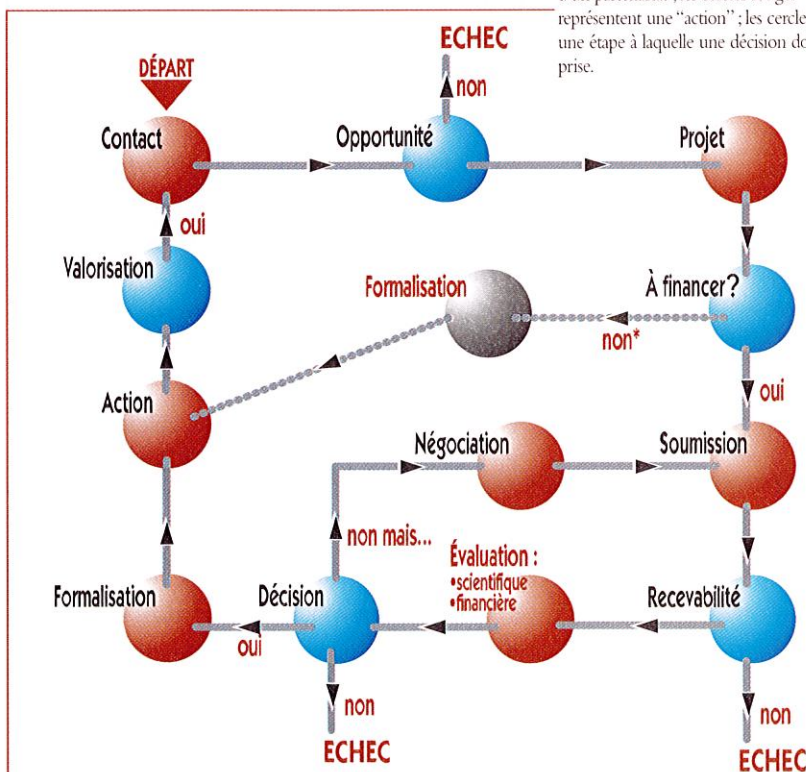 représentent une “action” ; les cercle
une étape à laquelle une décision do
prise.
ECHEC
DÉPART
non
Contact
Opportunité
Projet
oui
Valorisation
Formalisation
À financer?
non*
oui
Action
Négociation
Soumission
non mais...
Évaluation :
•scientifique
•financière
Formalisation
Décision
Recevabilité
oui
non
non
ECHEC
ECHEC